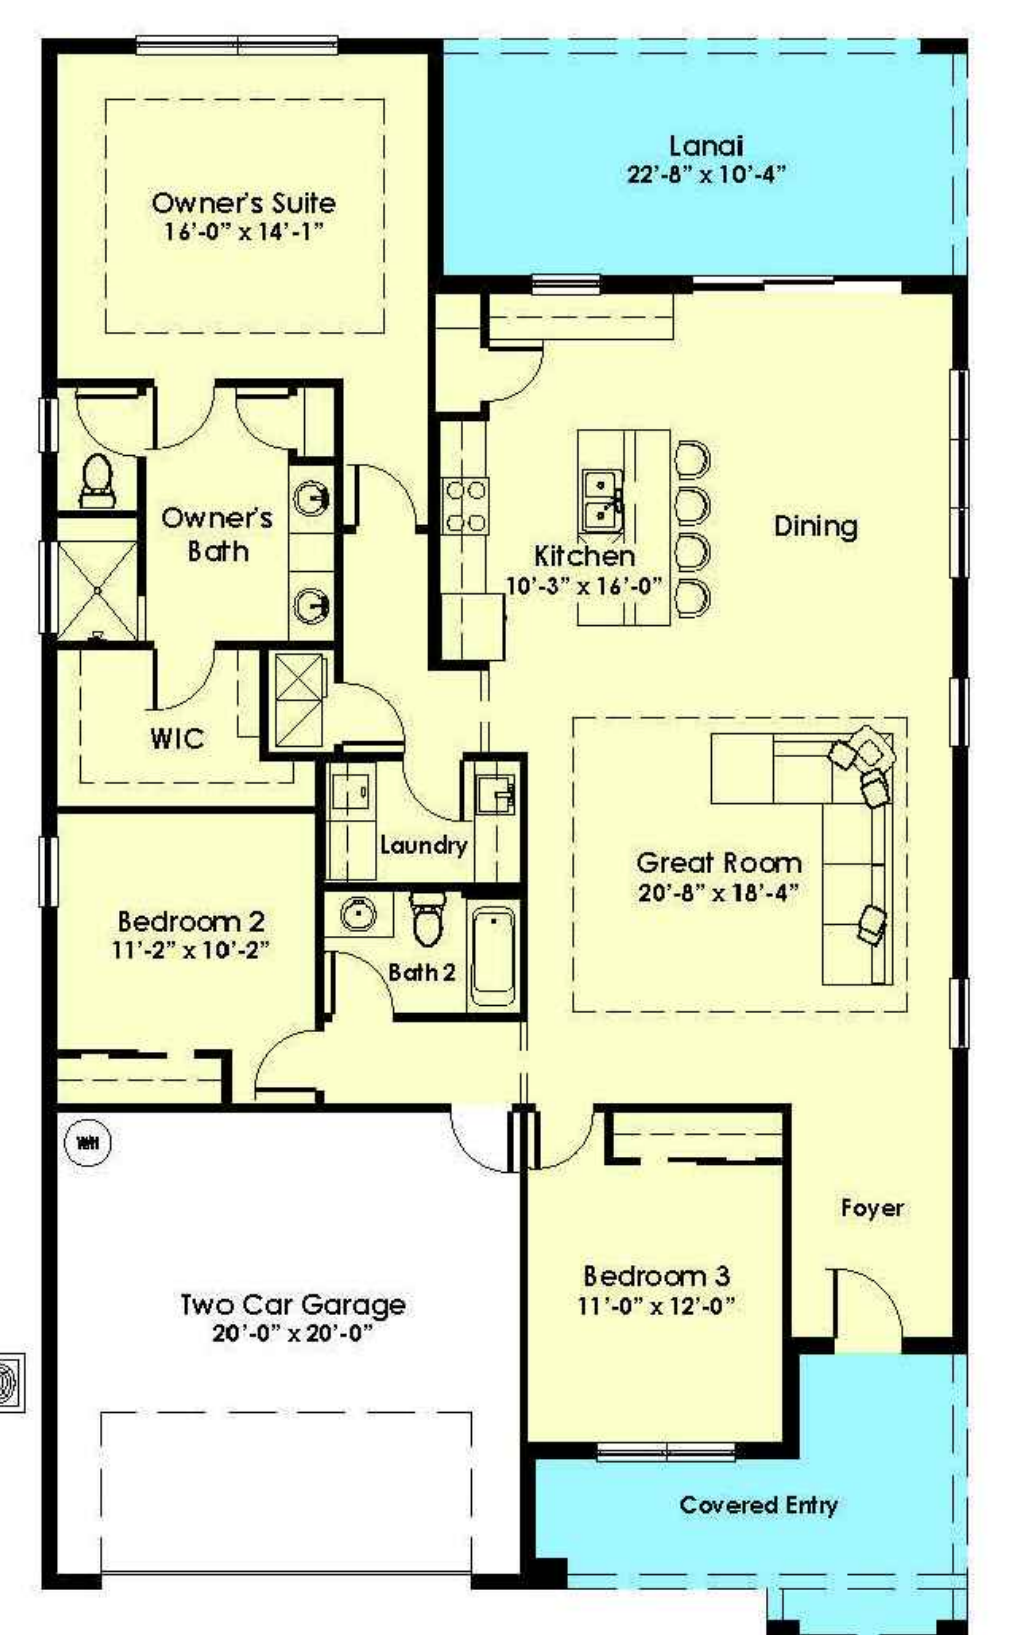 Lanai
22'-8" x 10'-4"
Owner's Suite
16'-0" x 14'-1"
Owner's
Bath
Kitchen
10'-3" x 16'-0"
Dining
WIC
Laundry
Great Room
20'-8" x 18'-4"
Bedroom 2
11'-2" x 10'-2"
Bath 2
WH
Foyer
Bedroom 3
11'-0" x 12'-0"
Two Car Garage
20'-0" x 20'-0"
Covered Entry